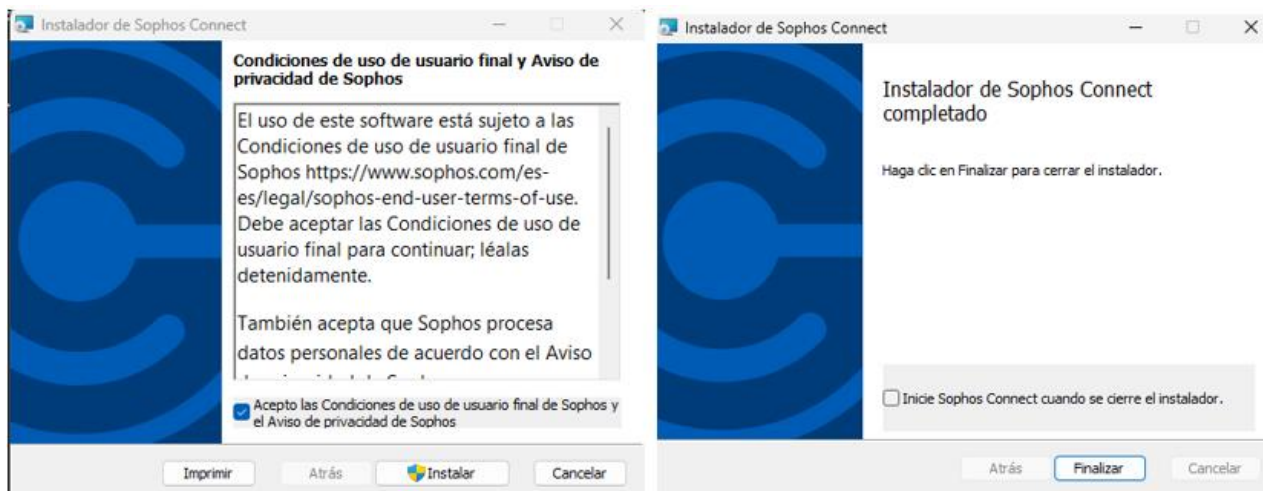 Instalador de Sophos Connect
Condiciones de uso de usuario final y Aviso de
privacidad de Sophos
El uso de este software está sujeto a las
Condiciones de uso de usuario final de
Sophos https://www.sophos.com/es-
es/legal/sophos-end-user-terms-of-use.
Debe aceptar las Condiciones de uso de
usuario final para continuar; léalas
detenidamente.
También acepta que Sophos procesa
datos personales de acuerdo con el Aviso
Acepto las Condiciones de uso de usuario final de Sophos y
el Aviso de privacidad de Sophos
Imprimir
Atrás
Instalar
Cancelar
Instalador de Sophos Connect
Instalador de Sophos Connect
completado
Haga clic en Finalizar para cerrar el instalador.
Inicie Sophos Connect cuando se cierre el instalador.
Atrás
Finalizar
Cancelar